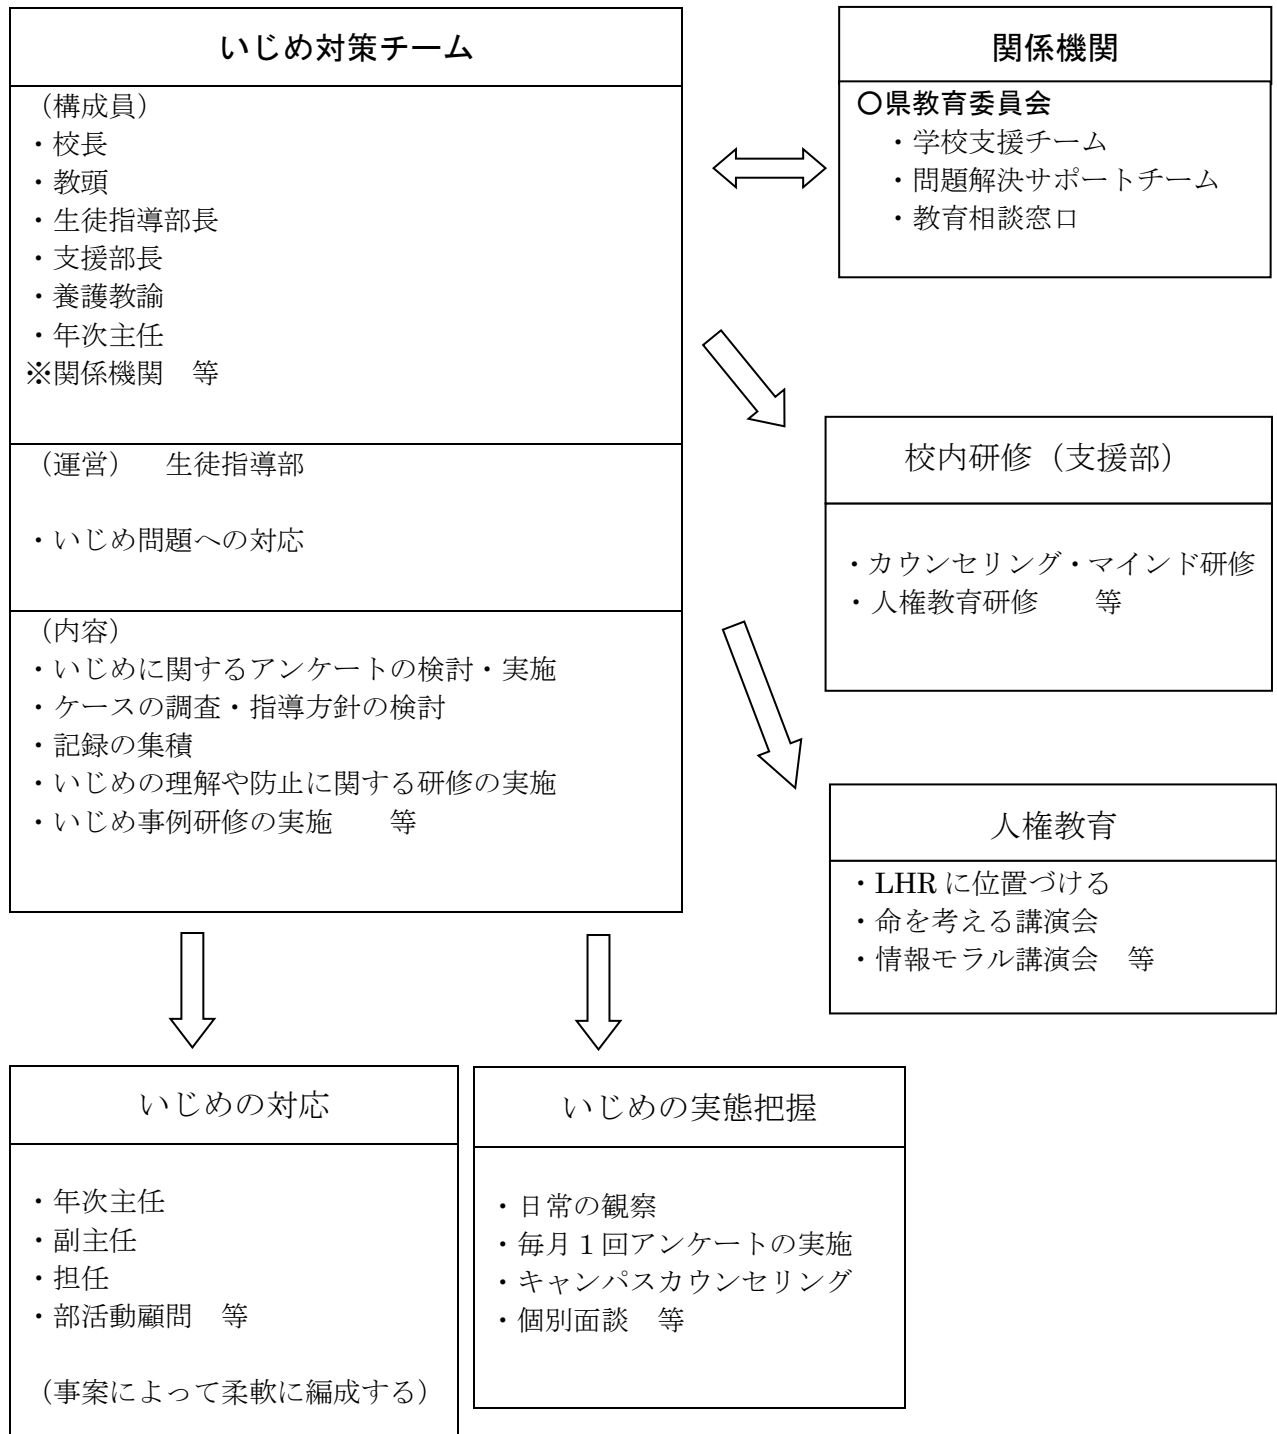 いじめ対策チーム
（構成員）
・校長
・教頭
・生徒指導部長
・支援部長
・養護教諭
・年次主任
※関係機関　等
（運営）　生徒指導部
・いじめ問題への対応
（内容）
・いじめに関するアンケートの検討・実施
・ケースの調査・指導方針の検討
・記録の集積
・いじめの理解や防止に関する研修の実施
・いじめ事例研修の実施　　等
関係機関
〇県教育委員会
・学校支援チーム
・問題解決サポートチーム
・教育相談窓口
校内研修（支援部）
・カウンセリング・マインド研修
・人権教育研修　　等
人権教育
・LHRに位置づける
・命を考える講演会
・情報モラル講演会　等
いじめの対応
・年次主任
・副主任
・担任
・部活動顧問　等
（事案によって柔軟に編成する）
いじめの実態把握
・日常の観察
・毎月１回アンケートの実施
・キャンパスカウンセリング
・個別面談　等